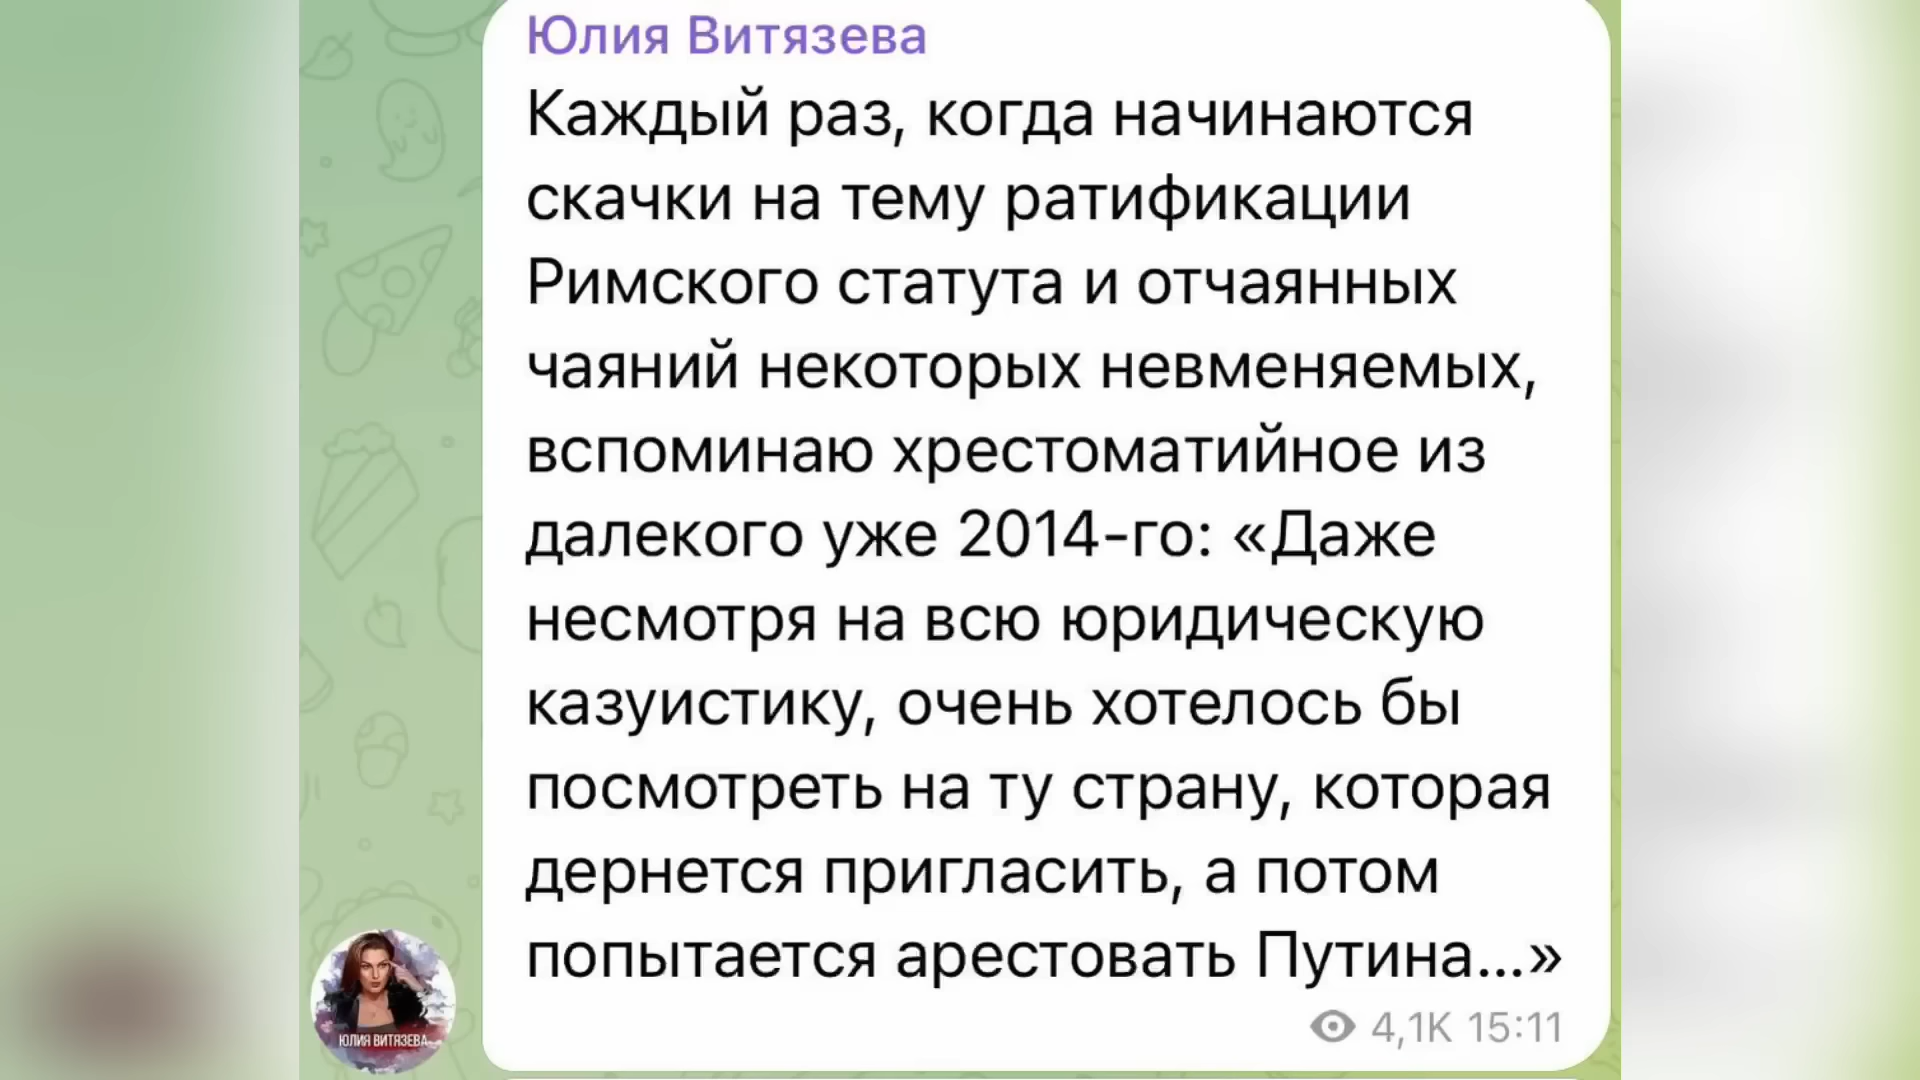 Юлия Витязева
Каждый раз, когда начинаются
скачки на тему ратификации
Римского статута и отчаянных
чаяний некоторых невменяемых,
вспоминаю хрестоматийное из
далекого уже 2014-го: «Даже
несмотря на всю юридическую
казуистику, очень хотелось бы
посмотреть на ту страну, которая
дернется пригласить, а потом
попытается арестовать Путина...»
4,1K 15:11
ЮЛИЯ ВИТЯЗЕВА